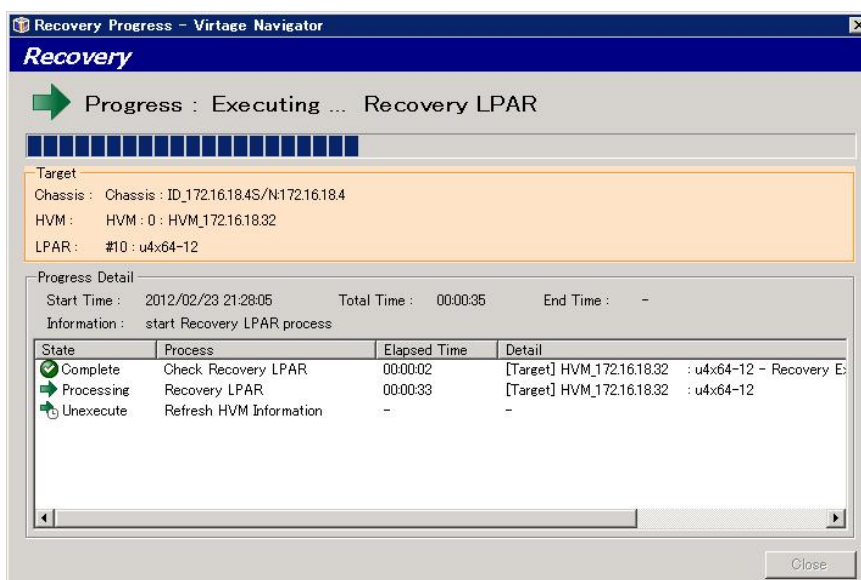 Recovery Progress - Virtage Navigator
Recovery
Progress : Executing ... Recovery LPAR
Target
Chassis : Chassis : ID_172.16.18.4S/N:172.16.18.4
HVM : HVM : 0 : HVM_172.16.18.32
LPAR : #10 : u4x64-12
Progress Detail
Start Time : 2012/02/23 21:28:05 Total Time : 00:00:35 End Time : -
Information : start Recovery LPAR process
State Process Elapsed Time Detail
Complete Check Recovery LPAR 00:00:02 [Target] HVM_172.16.18.32 : u4x64-12 - Recovery E
Processing Recovery LPAR 00:00:33 [Target] HVM_172.16.18.32 : u4x64-12
Unexecute Refresh HVM Information - -
Close